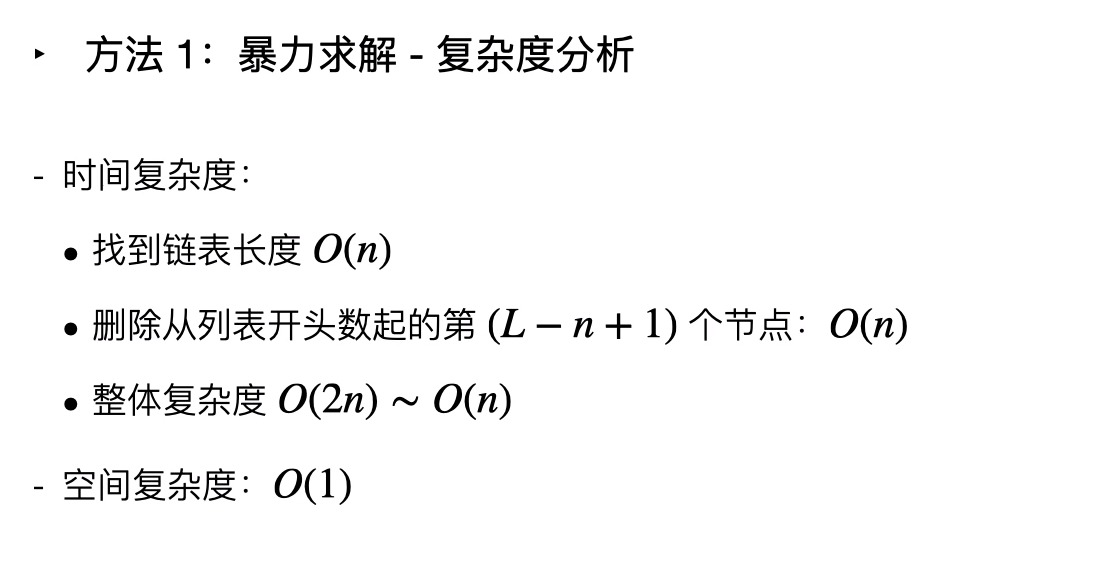 ‣ 方法 1：暴力求解 - 复杂度分析
- 时间复杂度：
• 找到链表长度 O(n)
• 删除从列表开头数起的第 (L − n + 1) 个节点：O(n)
• 整体复杂度 O(2n) ∼ O(n)
- 空间复杂度：O(1)